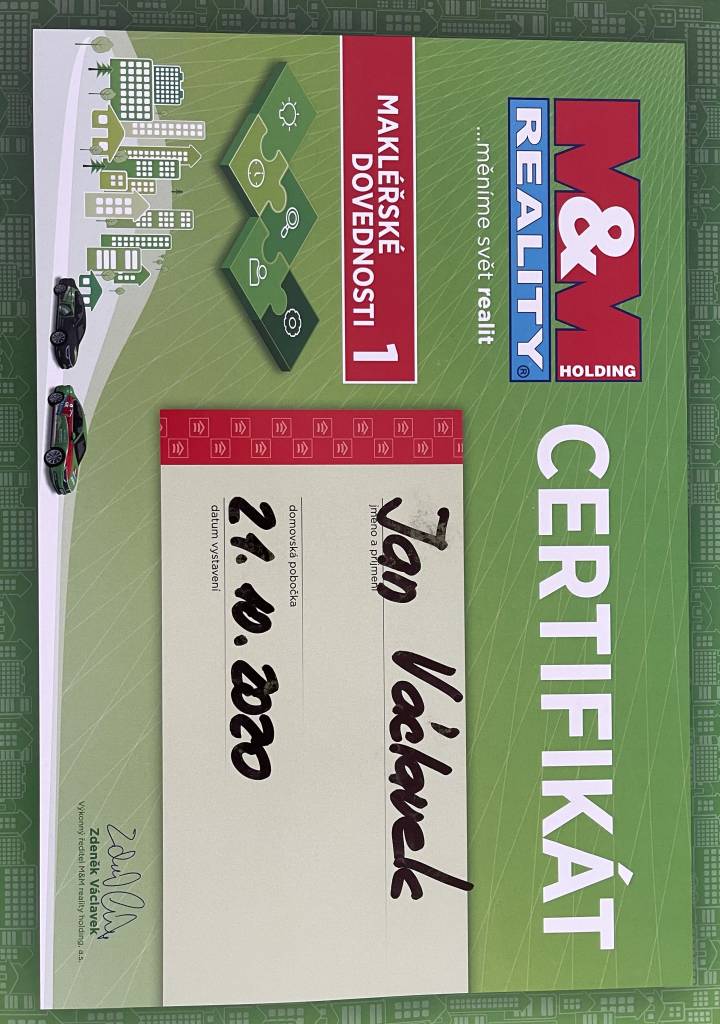 M&M
HOLDING
REALITY®
...měníme svět realit
CERTIFIKÁT
MAKLÉŘSKÉ
DOVEDNOSTI 1
Jan Václavek
jméno a příjmení
domovská pobočka
21. 10. 2020
datum vystavení
Zdeněk Václavek
Výkonný ředitel M&M reality holding, a.s.